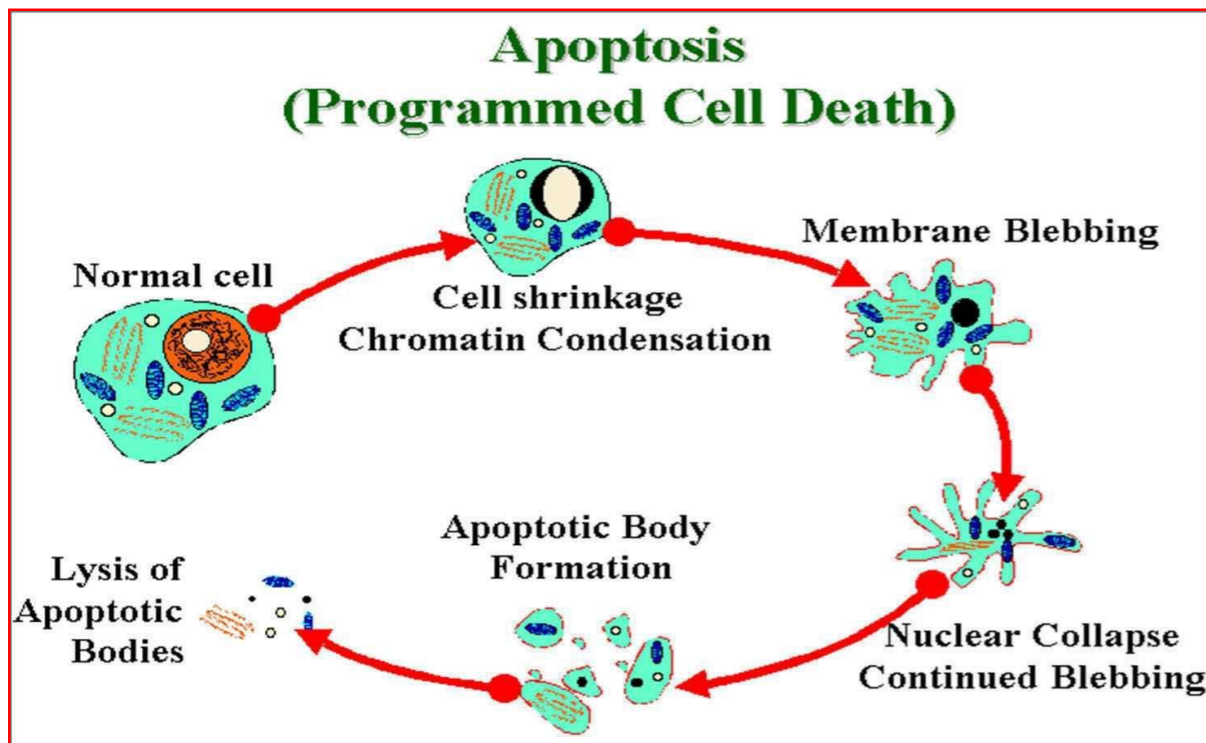 Apoptosis
(Programmed Cell Death)
Normal cell
Cell shrinkage
Chromatin Condensation
Membrane Blebbing
Nuclear Collapse
Continued Blebbing
Apoptotic Body
Formation
Lysis of
Apoptotic
Bodies